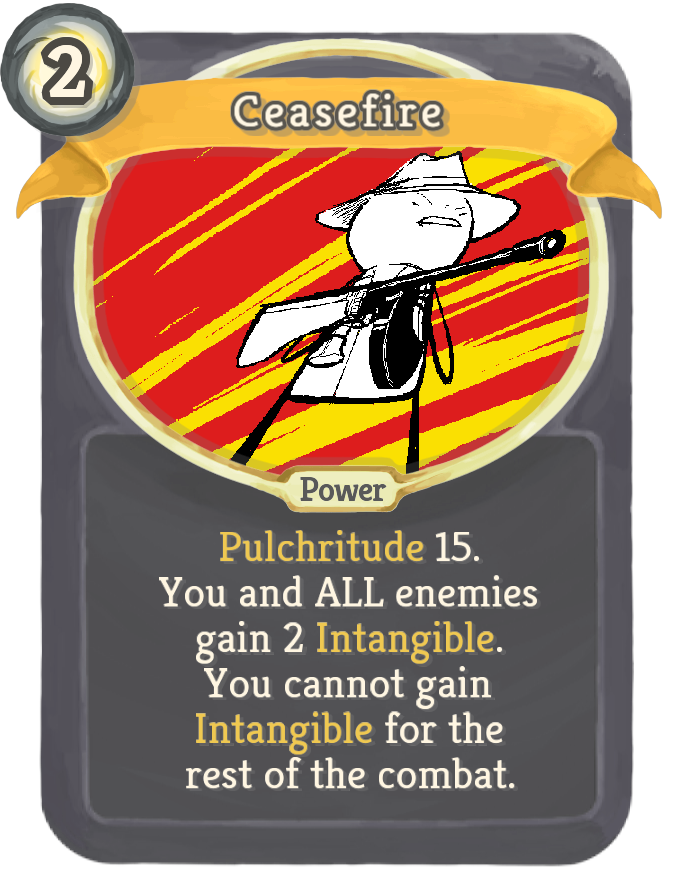 2
Ceasefire
Power
Pulchritude 15.
You and ALL enemies
gain 2 Intangible.
You cannot gain
Intangible for the
rest of the combat.